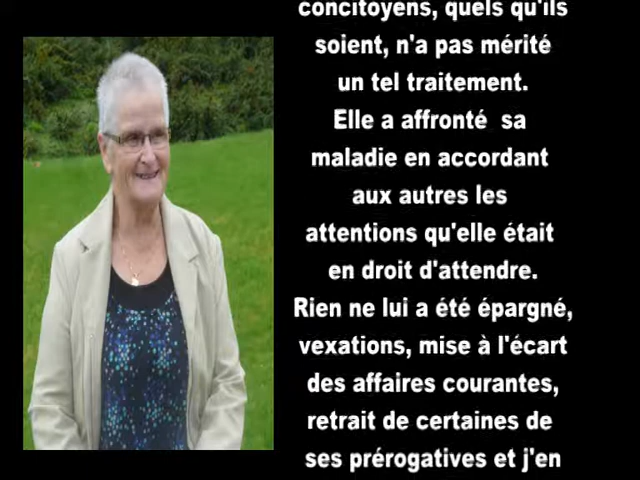 concitoyens, quels qu'ils
soient, n'a pas mérité
un tel traitement.
Elle a affronté sa
maladie en accordant
aux autres les
attentions qu'elle était
en droit d'attendre.
Rien ne lui a été épargné,
vexations, mise à l'écart
des affaires courantes,
retrait de certaines de
ses prérogatives et j'en